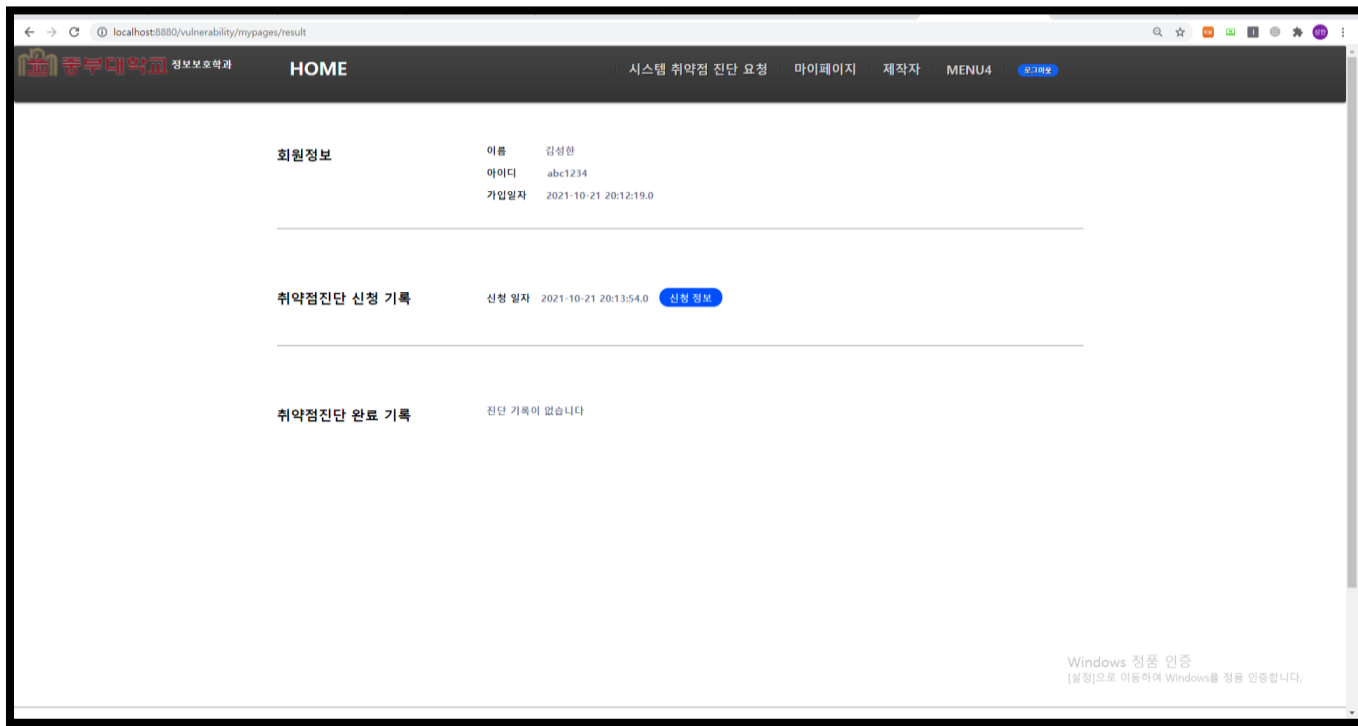 localhost:8880/vulnerability/mypages/result
중부대학교 정보보호학과
HOME
시스템 취약점 진단 요청 마이페이지 제작자 MENU4 로그아웃
회원정보
이름 김성한
아이디 abc1234
가입일자 2021-10-21 20:12:19.0
취약점진단 신청 기록
신청 일자 2021-10-21 20:13:54.0 신청 정보
취약점진단 완료 기록
진단 기록이 없습니다
Windows 정품 인증
[설정]으로 이동하여 Windows를 정품 인증합니다.